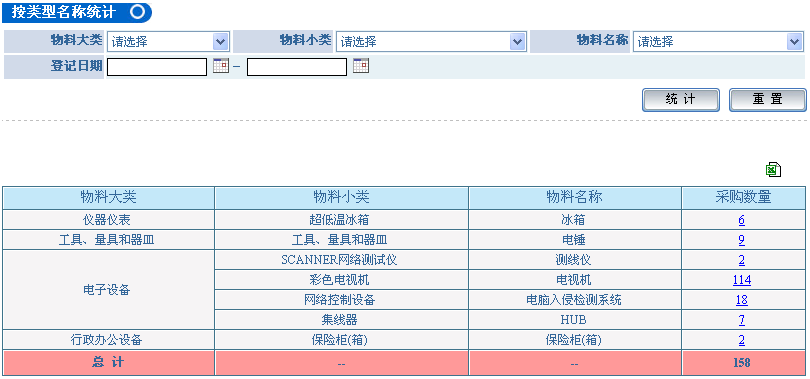 按类型名称统计
物料大类 请选择 物料小类 请选择 物料名称 请选择
登记日期 –
统 计 重 置
物料大类 物料小类 物料名称 采购数量
仪器仪表 超低温冰箱 冰箱 6
工具、量具和器皿 工具、量具和器皿 电锤 9
电子设备 SCANNER网络测试仪 测线仪 2
彩色电视机 电视机 114
网络控制设备 电脑入侵检测系统 18
集线器 HUB 7
行政办公设备 保险柜(箱) 保险柜(箱) 2
总 计 -- -- 158